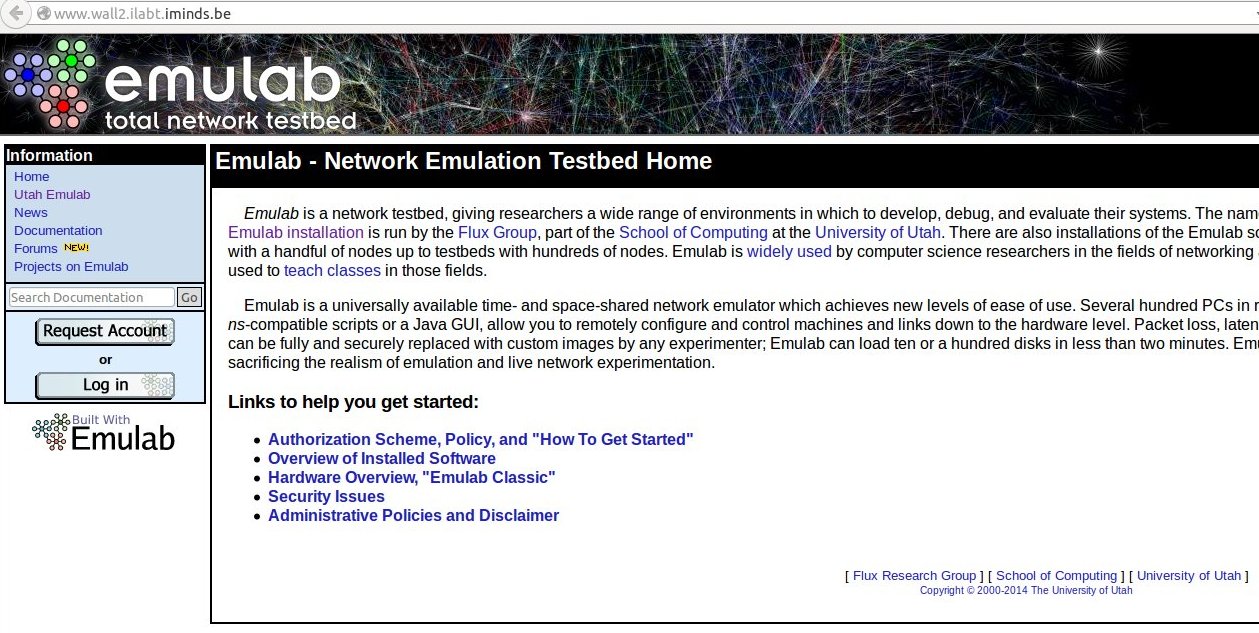 www.wall2.ilabt.iminds.be
emulab
total network testbed
Information
Home
Utah Emulab
News
Documentation
Forums NEW!
Projects on Emulab
Search Documentation Go
Request Account
or
Log in
Built With
Emulab
Emulab - Network Emulation Testbed Home
Emulab is a network testbed, giving researchers a wide range of environments in which to develop, debug, and evaluate their systems. The
Emulab installation is run by the Flux Group, part of the School of Computing at the University of Utah. There are also installations of the Emulab
with a handful of nodes up to testbeds with hundreds of nodes. Emulab is widely used by computer science researchers in the fields of networking
used to teach classes in those fields.
Emulab is a universally available time- and space-shared network emulator which achieves new levels of ease of use. Several hundred PCs in
ns-compatible scripts or a Java GUI, allow you to remotely configure and control machines and links down to the hardware level. Packet loss,
can be fully and securely replaced with custom images by any experimenter; Emulab can load ten or a hundred disks in less than two minutes.
sacrificing the realism of emulation and live network experimentation.
Links to help you get started:
• Authorization Scheme, Policy, and "How To Get Started"
• Overview of Installed Software
• Hardware Overview, "Emulab Classic"
• Security Issues
• Administrative Policies and Disclaimer
[ Flux Research Group ] [ School of Computing ] [ University of Utah ]
Copyright © 2000-2014 The University of Utah